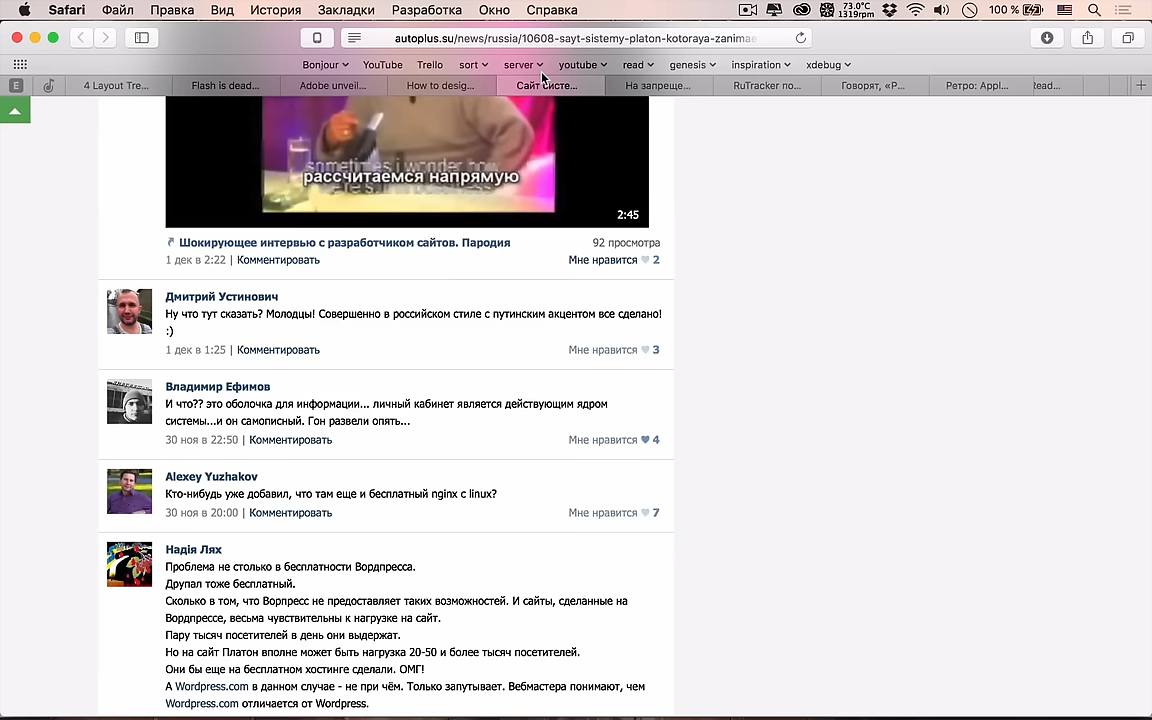 Safari Файл Правка Вид История Закладки Разработка Окно Справка 73.0°C 1319rpm 100 %
autoplus.su/news/russia/10608-sayt-sistemy-platon-kotoraya-zanimae
Bonjour YouTube Trello sort server youtube read genesis inspiration xdebug
E 4 Layout Tre... Flash is dead... Adobe unveil... How to desig... Сайт систе... На запреще... RuTracker no... Говорят, «Р... Ретро: Appl... Read...
sometimes i wonder how
рассчитаемся напрямую
2:45
Шокирующее интервью с разработчиком сайтов. Пародия 92 просмотра
1 дек в 2:22 | Комментировать Мне нравится 2
Дмитрий Устинович
Ну что тут сказать? Молодцы! Совершенно в российском стиле с путинским акцентом все сделано!
:)
1 дек в 1:25 | Комментировать Мне нравится 3
Владимир Ефимов
И что?? это оболочка для информации... личный кабинет является действующим ядром
системы...и он самописный. Гон развели опять...
30 ноя в 22:50 | Комментировать Мне нравится 4
Alexey Yuzhakov
Кто-нибудь уже добавил, что там еще и бесплатный nginx с linux?
30 ноя в 20:00 | Комментировать Мне нравится 7
Надія Лях
Проблема не столько в бесплатности Вордпресса.
Друпал тоже бесплатный.
Сколько в том, что Ворпресс не предоставляет таких возможностей. И сайты, сделанные на
Вордпрессе, весьма чувствительны к нагрузке на сайт.
Пару тысяч посетителей в день они выдержат.
Но на сайт Платон вполне может быть нагрузка 20-50 и более тысяч посетителей.
Они бы еще на бесплатном хостинге сделали. ОМГ!
А Wordpress.com в данном случае - не при чём. Только запутывает. Вебмастера понимают, чем
Wordpress.com отличается от Wordpress.